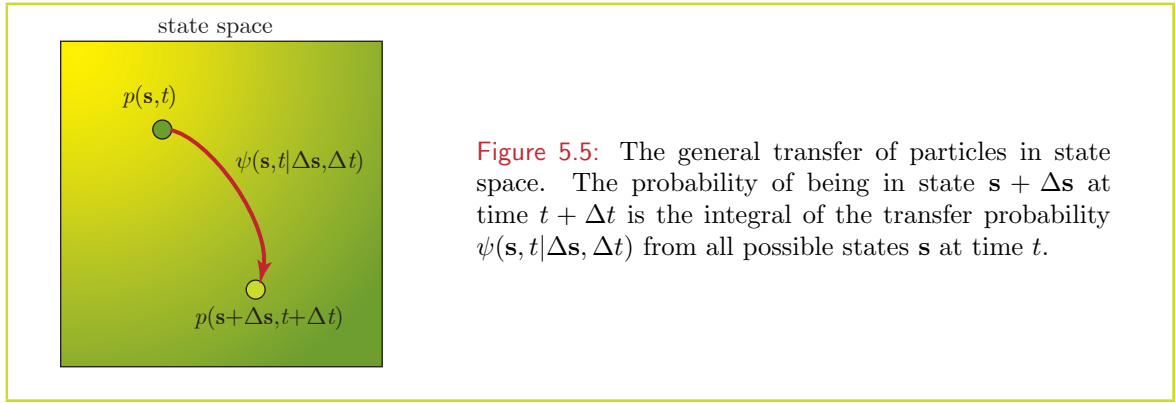 state space
p(s,t)
ψ(s,t|Δs,Δt)
p(s+Δs,t+Δt)
Figure 5.5: The general transfer of particles in state
space. The probability of being in state s + Δs at
time t + Δt is the integral of the transfer probability
ψ(s, t|Δs, Δt) from all possible states s at time t.